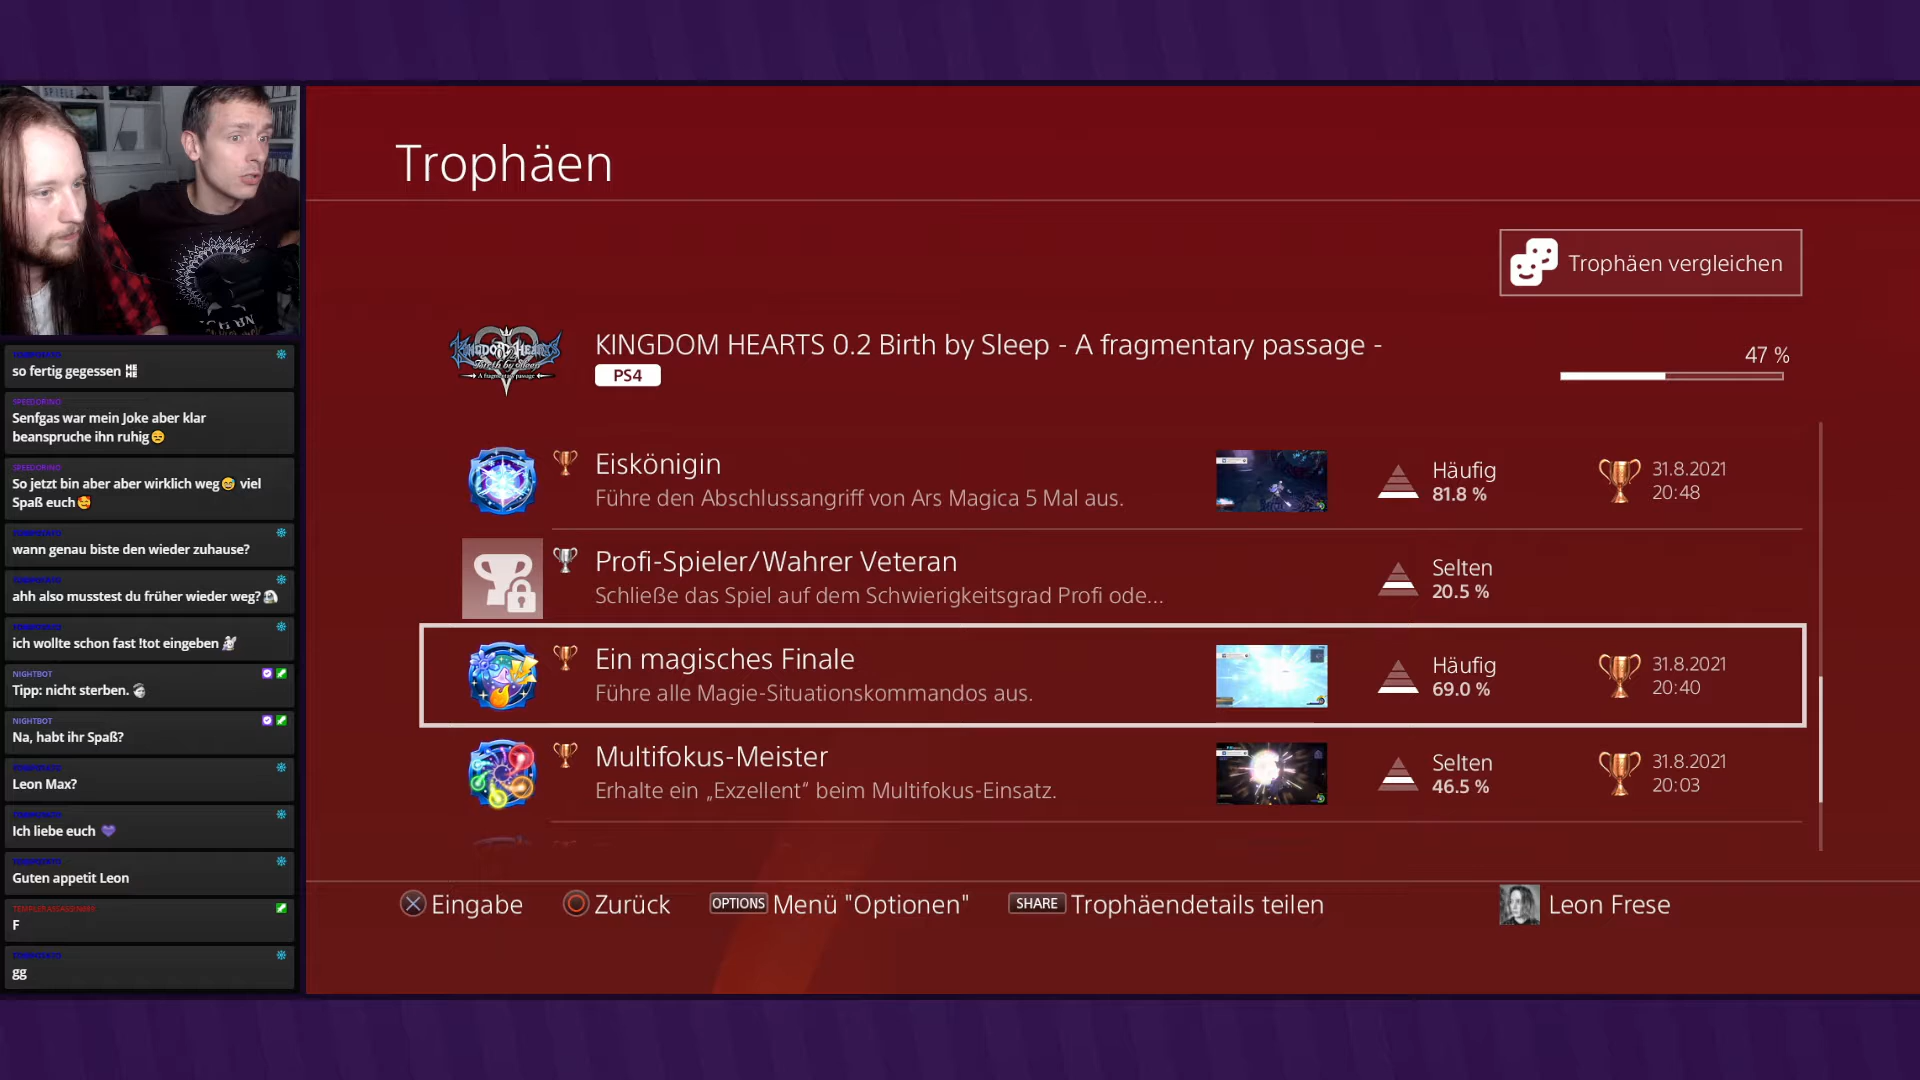 Trophäen
Trophäen vergleichen
KINGDOM HEARTS 0.2 Birth by Sleep - A fragmentary passage -
PS4
47 %
Eiskönigin
Führe den Abschlussangriff von Ars Magica 5 Mal aus.
Häufig
81.8 %
31.8.2021
20:48
Profi-Spieler/Wahrer Veteran
Schließe das Spiel auf dem Schwierigkeitsgrad Profi ode...
Selten
20.5 %
Ein magisches Finale
Führe alle Magie-Situationskommandos aus.
Häufig
69.0 %
31.8.2021
20:40
Multifokus-Meister
Erhalte ein „Exzellent“ beim Multifokus-Einsatz.
Selten
46.5 %
31.8.2021
20:03
Eingabe
Zurück
OPTIONS Menü "Optionen"
SHARE Trophäendetails teilen
Leon Frese
so fertig gegessen
SPEEDORINO
Senfgas war mein Joke aber klar
beanspruche ihn ruhig
SPEEDORINO
So jetzt bin aber aber wirklich weg viel
Spaß euch
wann genau biste den wieder zuhause?
ahh also musstest du früher wieder weg?
ich wollte schon fast !tot eingeben
NIGHTBOT
Tipp: nicht sterben.
NIGHTBOT
Na, habt ihr Spaß?
Leon Max?
Ich liebe euch
Guten appetit Leon
F
gg